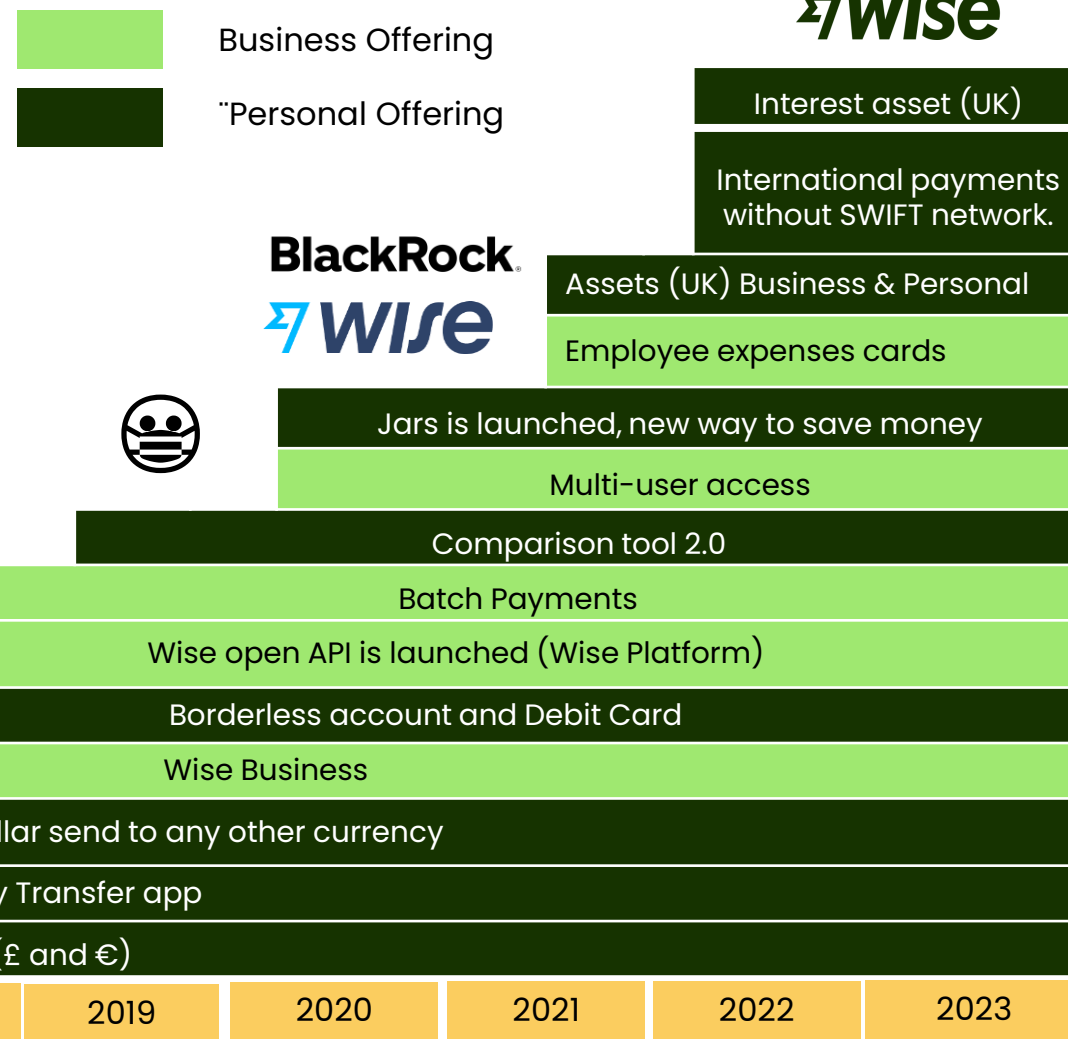 wise
Business Offering
¨Personal Offering
Interest asset (UK)
International payments
without SWIFT network.
BlackRock®
wise
Assets (UK) Business & Personal
Employee expenses cards
Jars is launched, new way to save money
Multi-user access
Comparison tool 2.0
Batch Payments
Wise open API is launched (Wise Platform)
Borderless account and Debit Card
Wise Business
send to any other currency
Transfer app
(£ and €)
2019 2020 2021 2022 2023